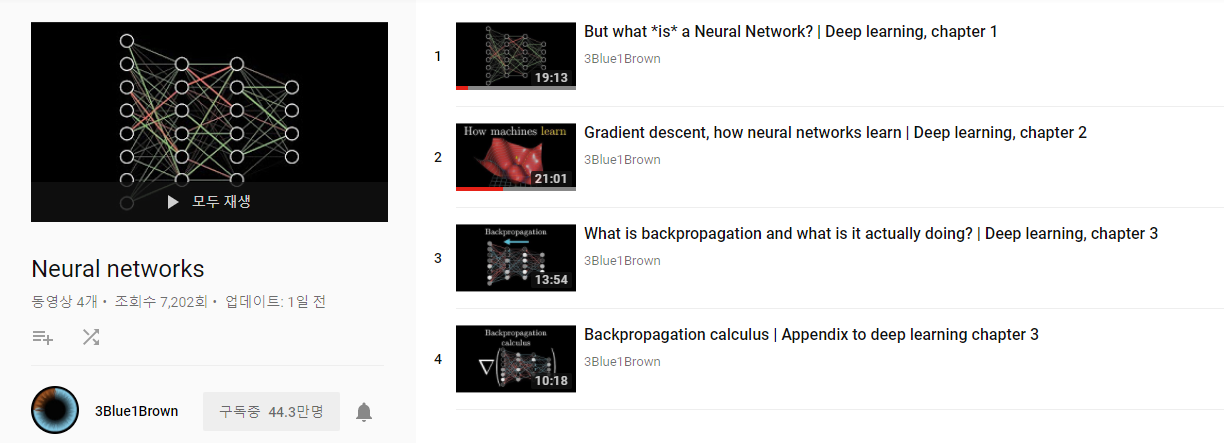 모두 재생
Neural networks
동영상 4개 • 조회수 7,202회 • 업데이트: 1일 전
3Blue1Brown
구독중 44.3만명
1
19:13
But what *is* a Neural Network? | Deep learning, chapter 1
3Blue1Brown
2
How machines learn
21:01
Gradient descent, how neural networks learn | Deep learning, chapter 2
3Blue1Brown
3
Backpropagation
13:54
What is backpropagation and what is it actually doing? | Deep learning, chapter 3
3Blue1Brown
4
Backpropagation
calculus
∇
10:18
Backpropagation calculus | Appendix to deep learning chapter 3
3Blue1Brown